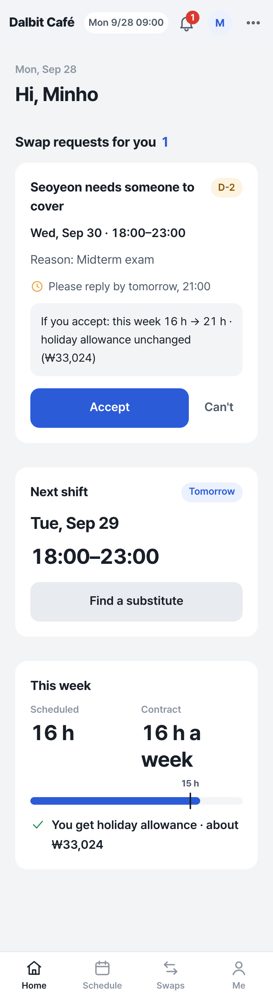 Dalbit Café
Mon 9/28 09:00
1
M
Mon, Sep 28
Hi, Minho
Swap requests for you 1
Seoyeon needs someone to
cover
D-2
Wed, Sep 30 · 18:00–23:00
Reason: Midterm exam
Please reply by tomorrow, 21:00
If you accept: this week 16 h → 21 h ·
holiday allowance unchanged
(₩33,024)
Accept
Can't
Next shift
Tomorrow
Tue, Sep 29
18:00–23:00
Find a substitute
This week
Scheduled
Contract
16 h
16 h a
week
15 h
You get holiday allowance · about
₩33,024
Home
Schedule
Swaps
Me